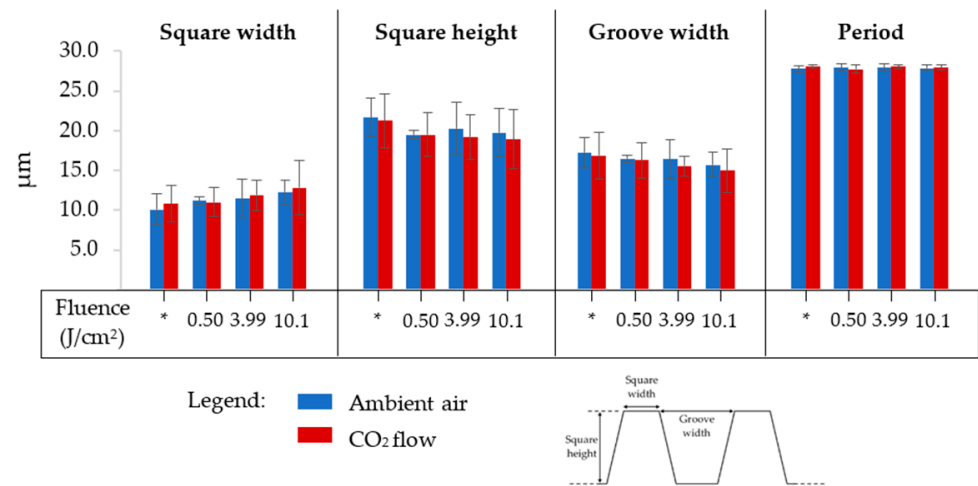 Square width Square height Groove width Period
30.0
25.0
20.0
15.0
10.0
5.0
μm
Fluence
(J/cm²)
* 0.50 3.99 10.1 * 0.50 3.99 10.1 * 0.50 3.99 10.1 * 0.50 3.99 10.1
Legend:
Ambient air
CO₂ flow
Square
width
Groove
width
Square
height